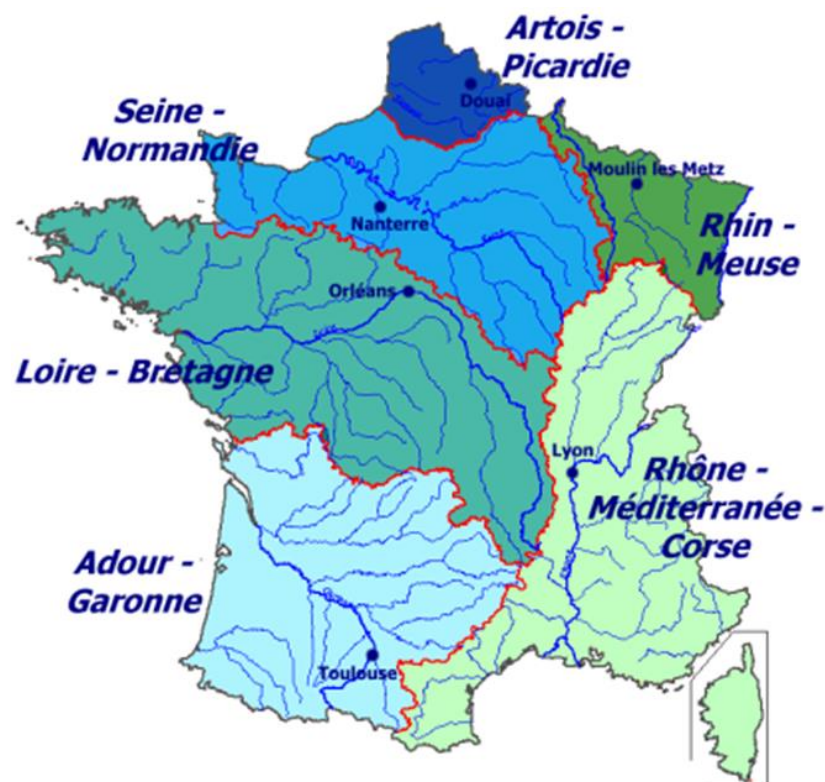 Artois -
Picardie
Douai
Seine -
Normandie
Moulin les Metz
Nanterre
Rhin -
Meuse
Orléans
Loire - Bretagne
Lyon
Rhône -
Méditerranée -
Corse
Adour -
Garonne
Toulouse